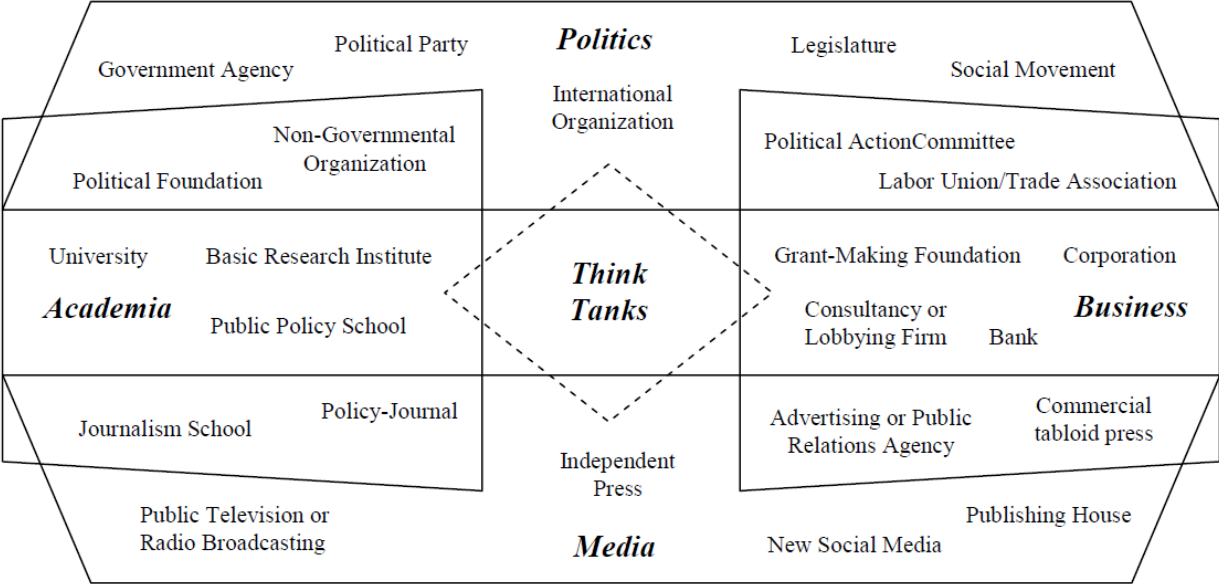 Politics
Political Party
Legislature
Government Agency
Social Movement
International
Organization
Non-Governmental
Organization
Political ActionCommittee
Political Foundation
Labor Union/Trade Association
University
Basic Research Institute
Academia
Public Policy School
Think
Tanks
Grant-Making Foundation
Corporation
Consultancy or
Lobbying Firm
Bank
Business
Journalism School
Policy-Journal
Advertising or Public
Relations Agency
Commercial
tabloid press
Independent
Press
Public Television or
Radio Broadcasting
Media
New Social Media
Publishing House